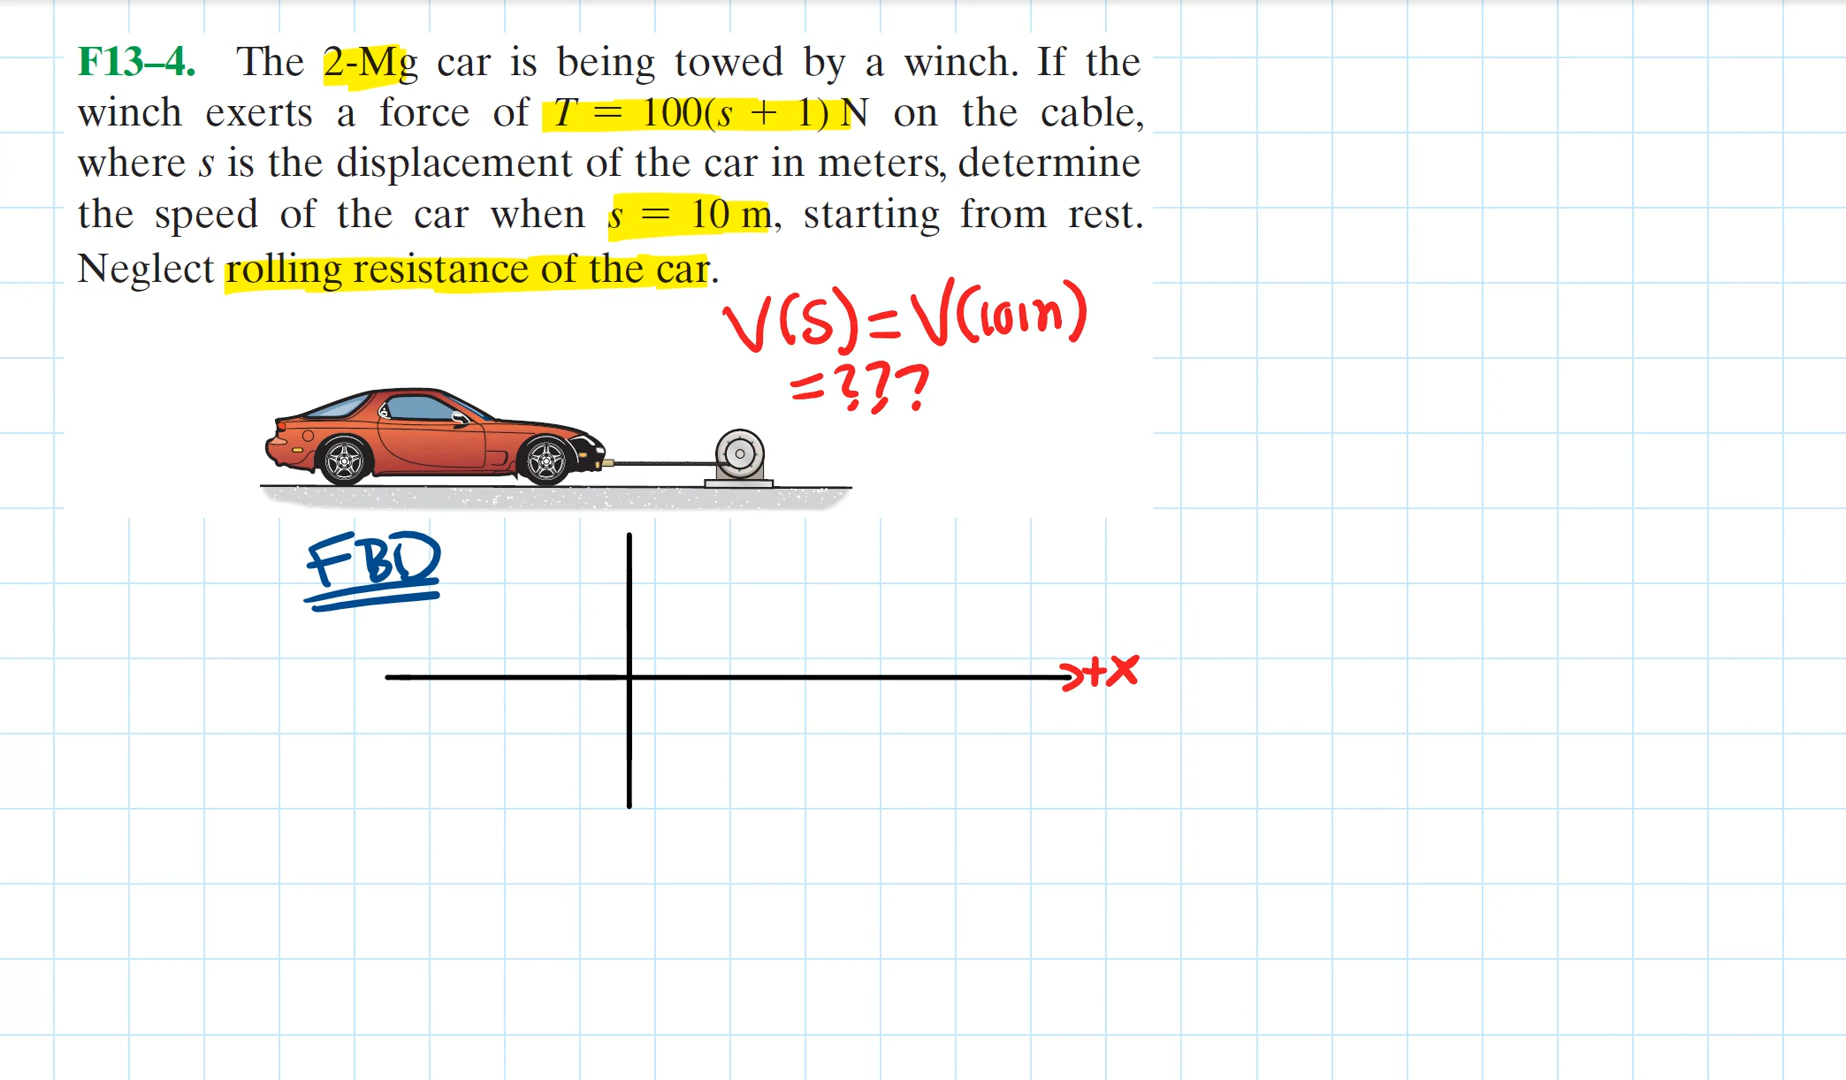 F13–4. The 2-Mg car is being towed by a winch. If the
winch exerts a force of T = 100(s + 1) N on the cable,
where s is the displacement of the car in meters, determine
the speed of the car when s = 10 m, starting from rest.
Neglect rolling resistance of the car.
V(S)=V(10m)
=???
FBD
+X